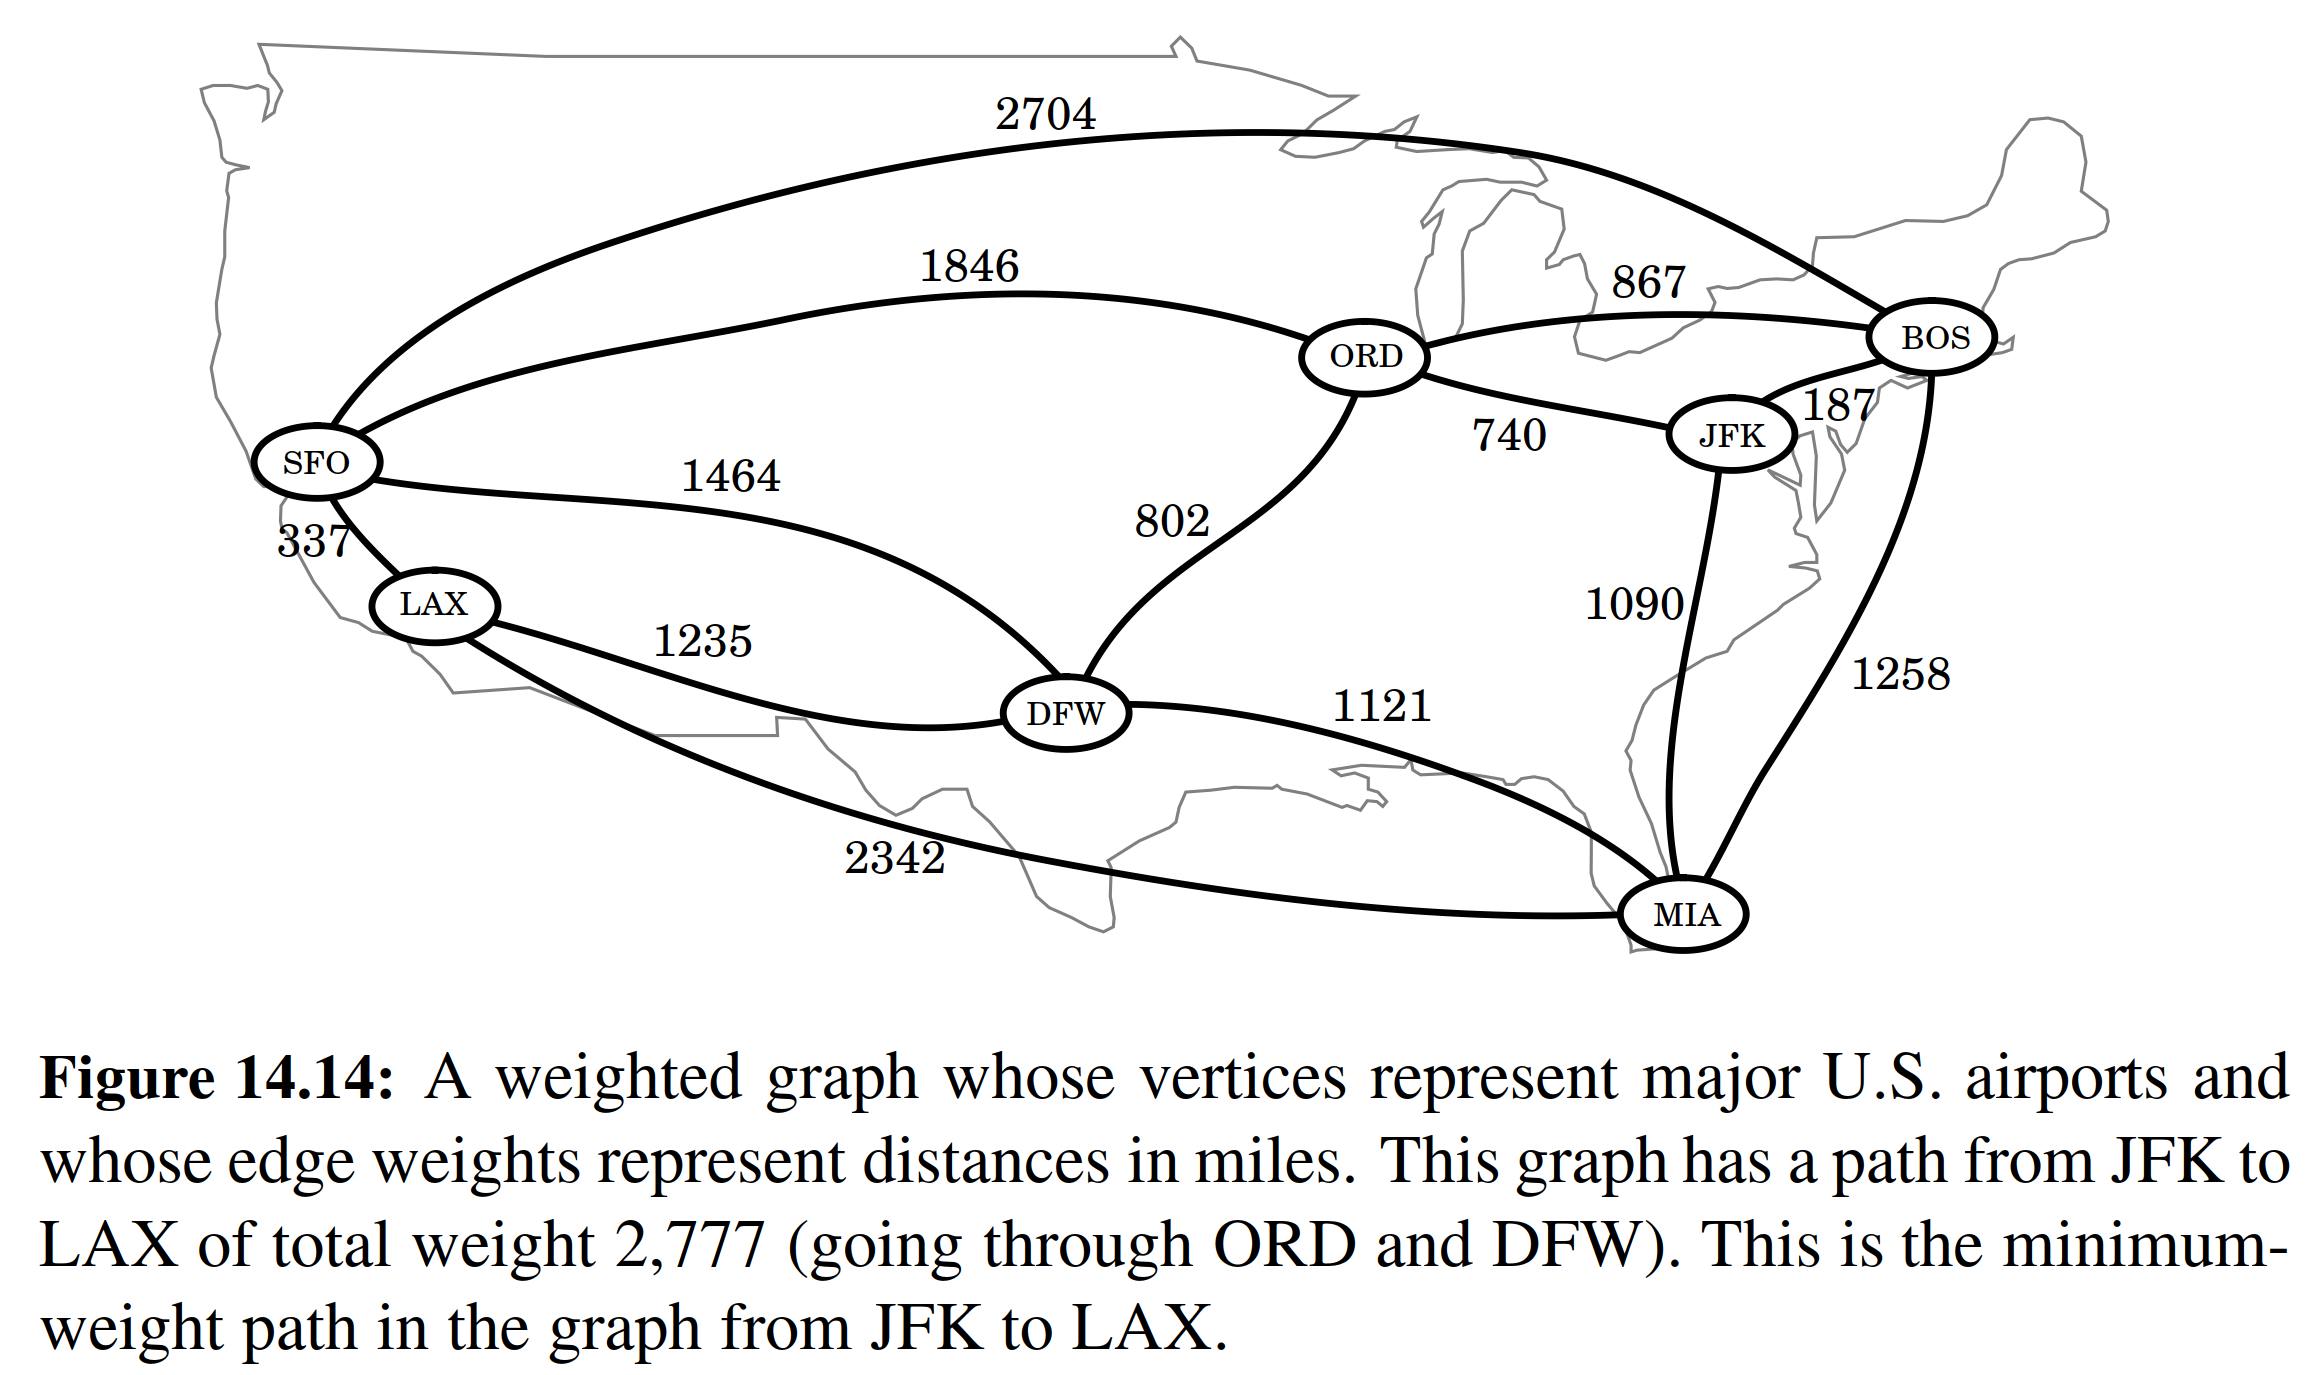 2704
1846
867
ORD
BOS
187
JFK
740
SFO
1464
802
337
LAX
1090
1235
1258
1121
DFW
2342
MIA
Figure 14.14: A weighted graph whose vertices represent major U.S. airports and
whose edge weights represent distances in miles. This graph has a path from JFK to
LAX of total weight 2,777 (going through ORD and DFW). This is the minimum-
weight path in the graph from JFK to LAX.